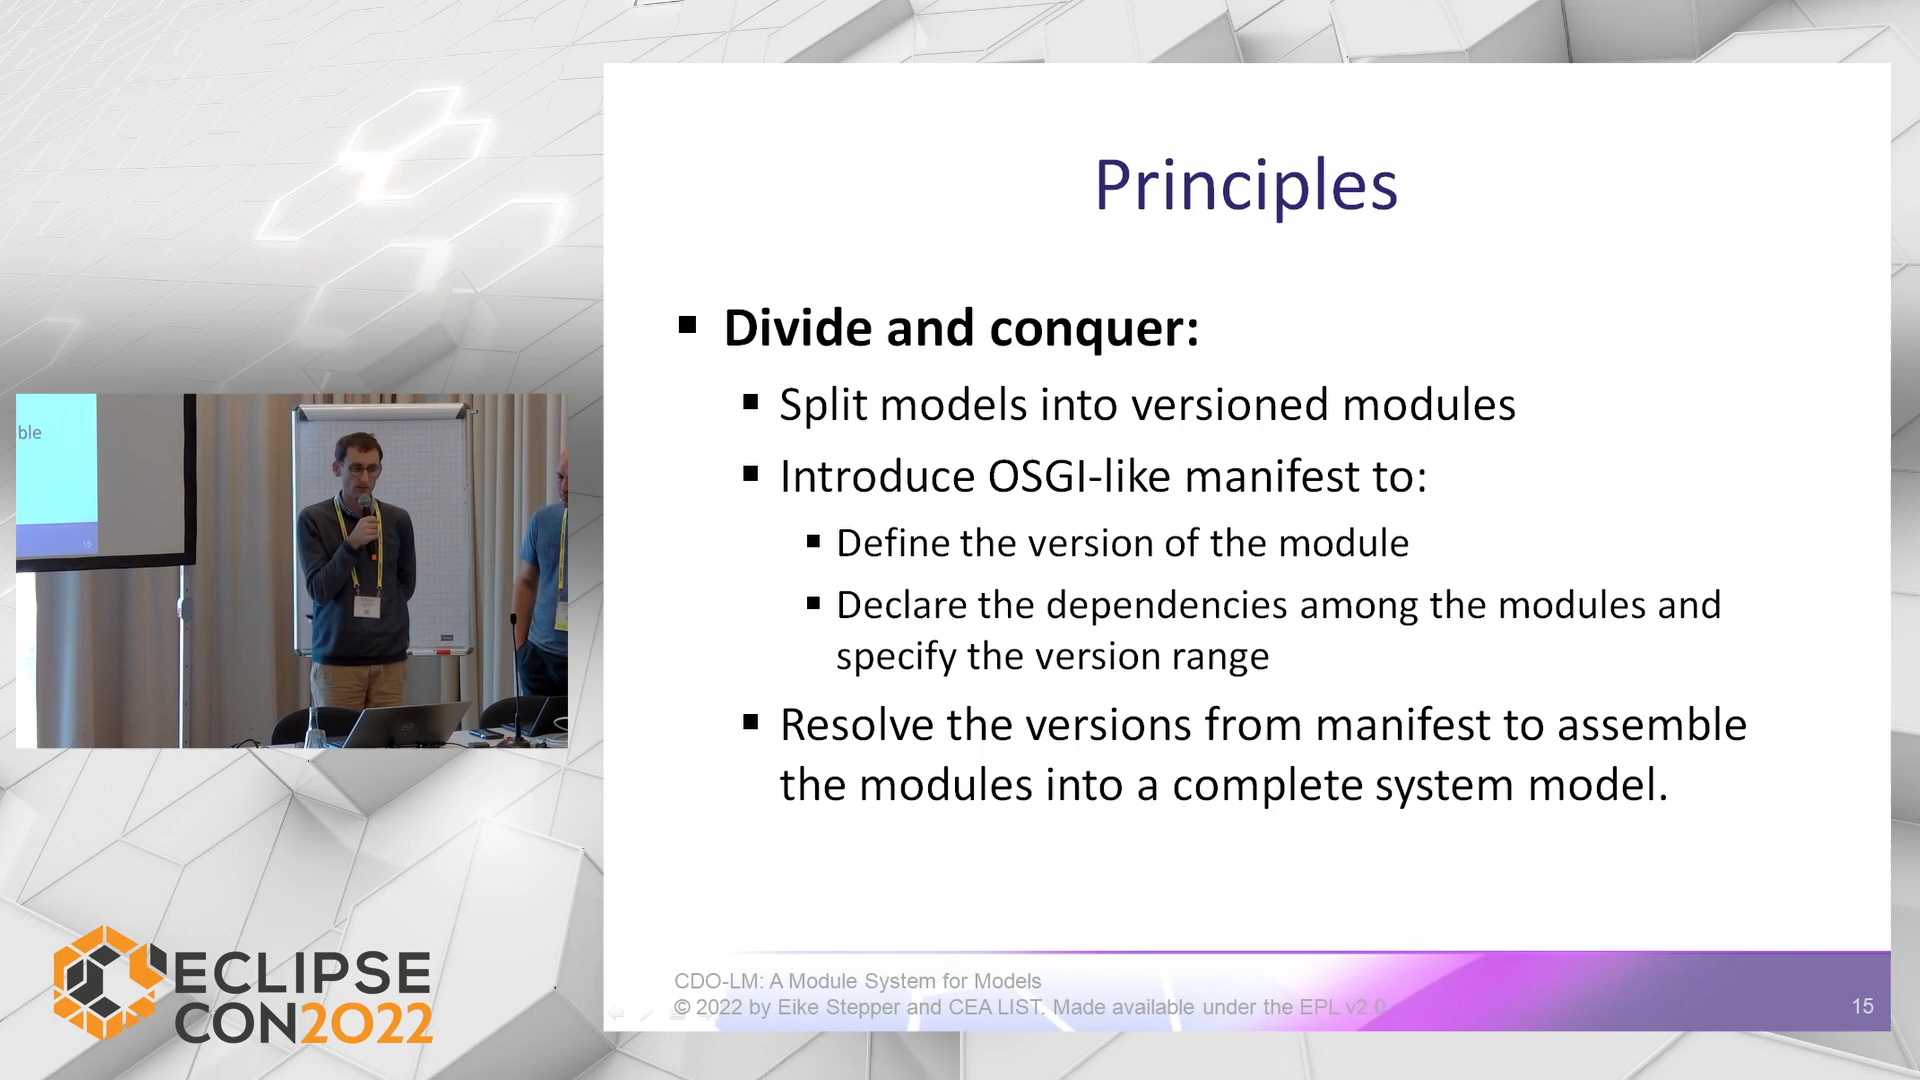 Principles
Divide and conquer:
Split models into versioned modules
Introduce OSGI-like manifest to:
Define the version of the module
Declare the dependencies among the modules and
specify the version range
Resolve the versions from manifest to assemble
the modules into a complete system model.
CDO-LM: A Module System for Models
© 2022 by Eike Stepper and CEA LIST. Made available under the EPL v2.0
15
ble
15
ECLIPSE
CON2022